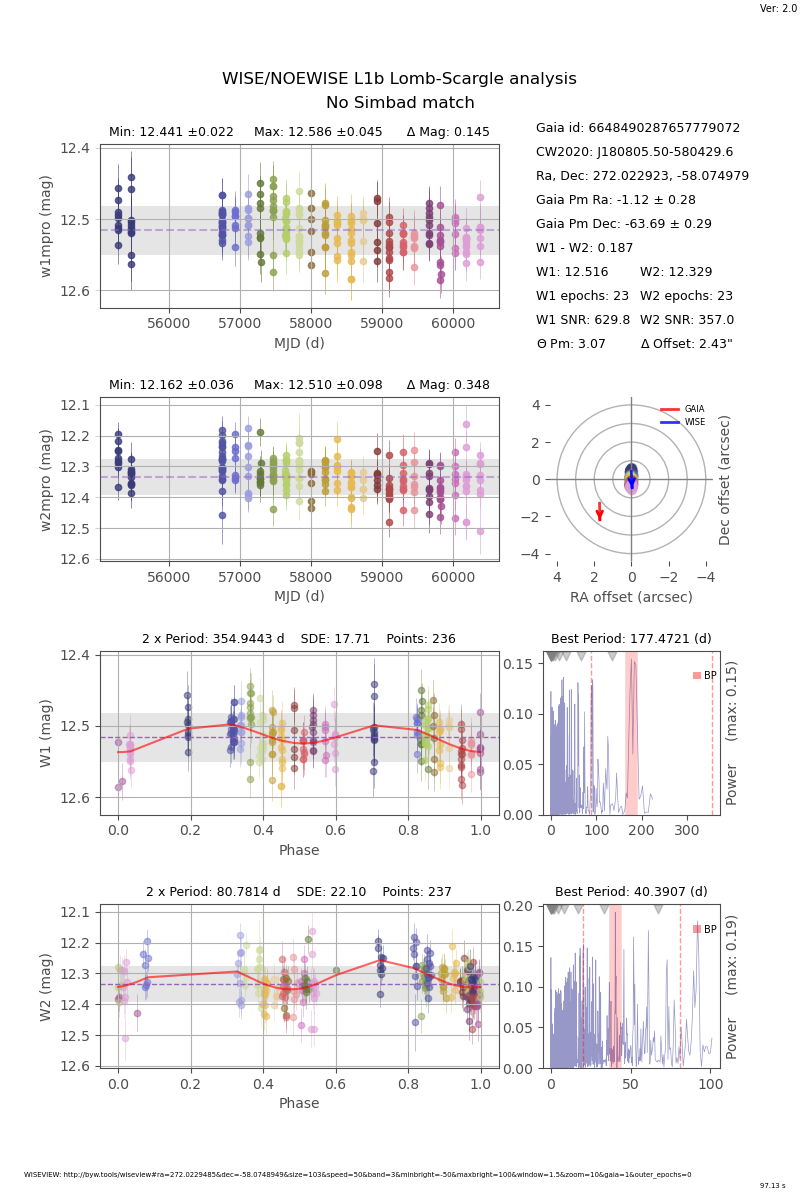 Ver: 2.0
WISE/NOEWISE L1b Lomb-Scargle analysis
No Simbad match
Min: 12.441 ±0.022 Max: 12.586 ±0.045 Δ Mag: 0.145
12.4
12.5
12.6
w1mpro (mag)
56000 57000 58000 59000 60000
MJD (d)
Gaia id: 6648490287657779072
CW2020: J180805.50-580429.6
Ra, Dec: 272.022923, -58.074979
Gaia Pm Ra: -1.12 ± 0.28
Gaia Pm Dec: -63.69 ± 0.29
W1 - W2: 0.187
W1: 12.516 W2: 12.329
W1 epochs: 23 W2 epochs: 23
W1 SNR: 629.8 W2 SNR: 357.0
Θ Pm: 3.07 Δ Offset: 2.43"
Min: 12.162 ±0.036 Max: 12.510 ±0.098 Δ Mag: 0.348
12.1
12.2
12.3
12.4
12.5
12.6
w2mpro (mag)
56000 57000 58000 59000 60000
MJD (d)
GAIA
WISE
4
2
0
−2
−4
4 2 0 −2 −4
RA offset (arcsec)
Dec offset (arcsec)
2 x Period: 354.9443 d SDE: 17.71 Points: 236
12.4
12.5
12.6
W1 (mag)
0.0 0.2 0.4 0.6 0.8 1.0
Phase
Best Period: 177.4721 (d)
BP
0.15
0.10
0.05
0.00
0 100 200 300
Power (max: 0.15)
2 x Period: 80.7814 d SDE: 22.10 Points: 237
12.1
12.2
12.3
12.4
12.5
12.6
W2 (mag)
0.0 0.2 0.4 0.6 0.8 1.0
Phase
Best Period: 40.3907 (d)
BP
0.20
0.15
0.10
0.05
0.00
0 50 100
Power (max: 0.19)
WISEVIEW: http://byw.tools/wiseview#ra=272.0229485&dec=-58.0748949&size=103&speed=50&band=3&minbright=-50&maxbright=100&window=1.5&zoom=10&gaia=1&outer_epochs=0
97.13 s